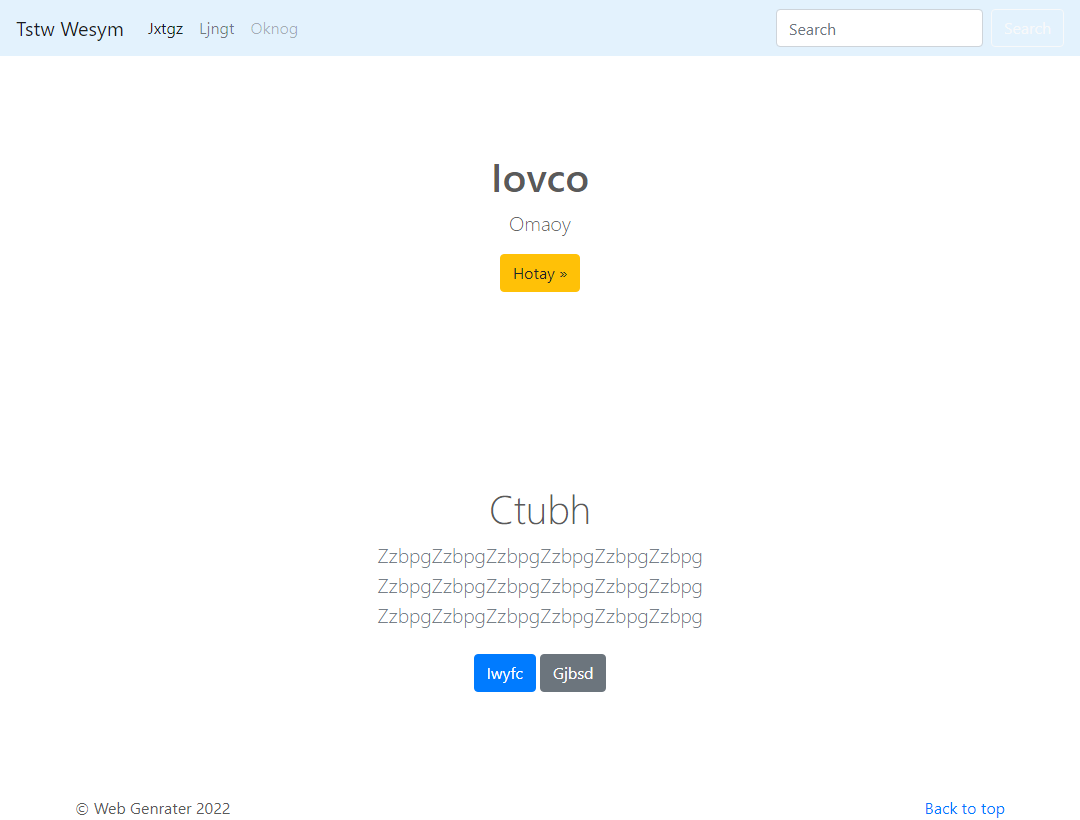 Tstw Wesym Jxtgz Ljngt Oknog Search Search
Iovco
Omaoy
Hotay »
Ctubh
ZzbpgZzbpgZzbpgZzbpgZzbpgZzbpg
ZzbpgZzbpgZzbpgZzbpgZzbpgZzbpg
ZzbpgZzbpgZzbpgZzbpgZzbpgZzbpg
Iwyfc Gjbsd
© Web Genrater 2022 Back to top